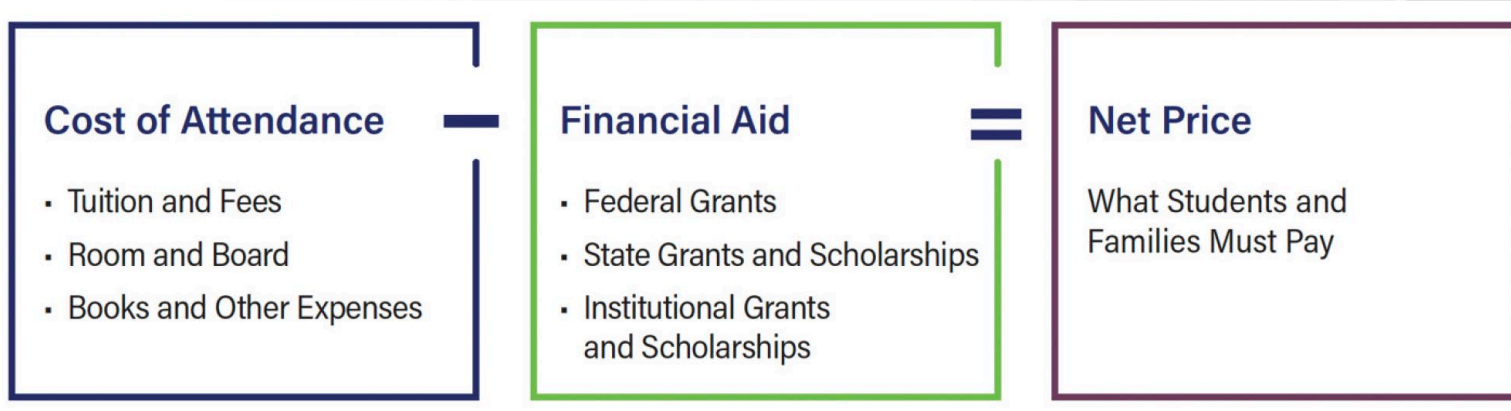 Cost of Attendance
▪ Tuition and Fees
▪ Room and Board
▪ Books and Other Expenses
–
Financial Aid
▪ Federal Grants
▪ State Grants and Scholarships
▪ Institutional Grants
and Scholarships
=
Net Price
What Students and
Families Must Pay